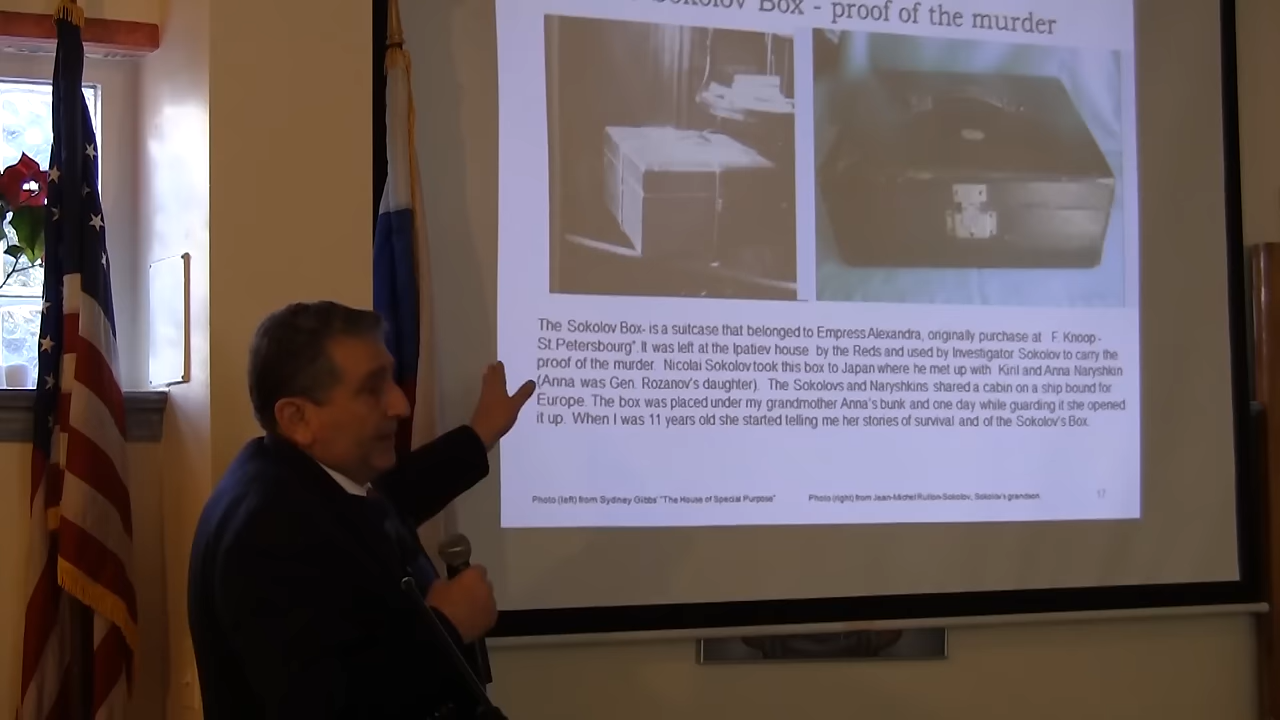 Sokolov Box - proof of the murder
The Sokolov Box- is a suitcase that belonged to Empress Alexandra, originally purchase at F. Knoop -
St.Petersbourg". It was left at the Ipatiev house by the Reds and used by Investigator Sokolov to carry the
proof of the murder. Nicolai Sokolov took this box to Japan where he met up with Kiril and Anna Naryshkin
(Anna was Gen. Rozanov's daughter). The Sokolovs and Naryshkins shared a cabin on a ship bound for
Europe. The box was placed under my grandmother Anna's bunk and one day while guarding it she opened
it up. When I was 11 years old she started telling me her stories of survival and of the Sokolov's Box.
Photo (left) from Sydney Gibbs' "The House of Special Purpose"
Photo (right) from Jean-Michel Rullon-Sokolov, Sokolov's grandson
17